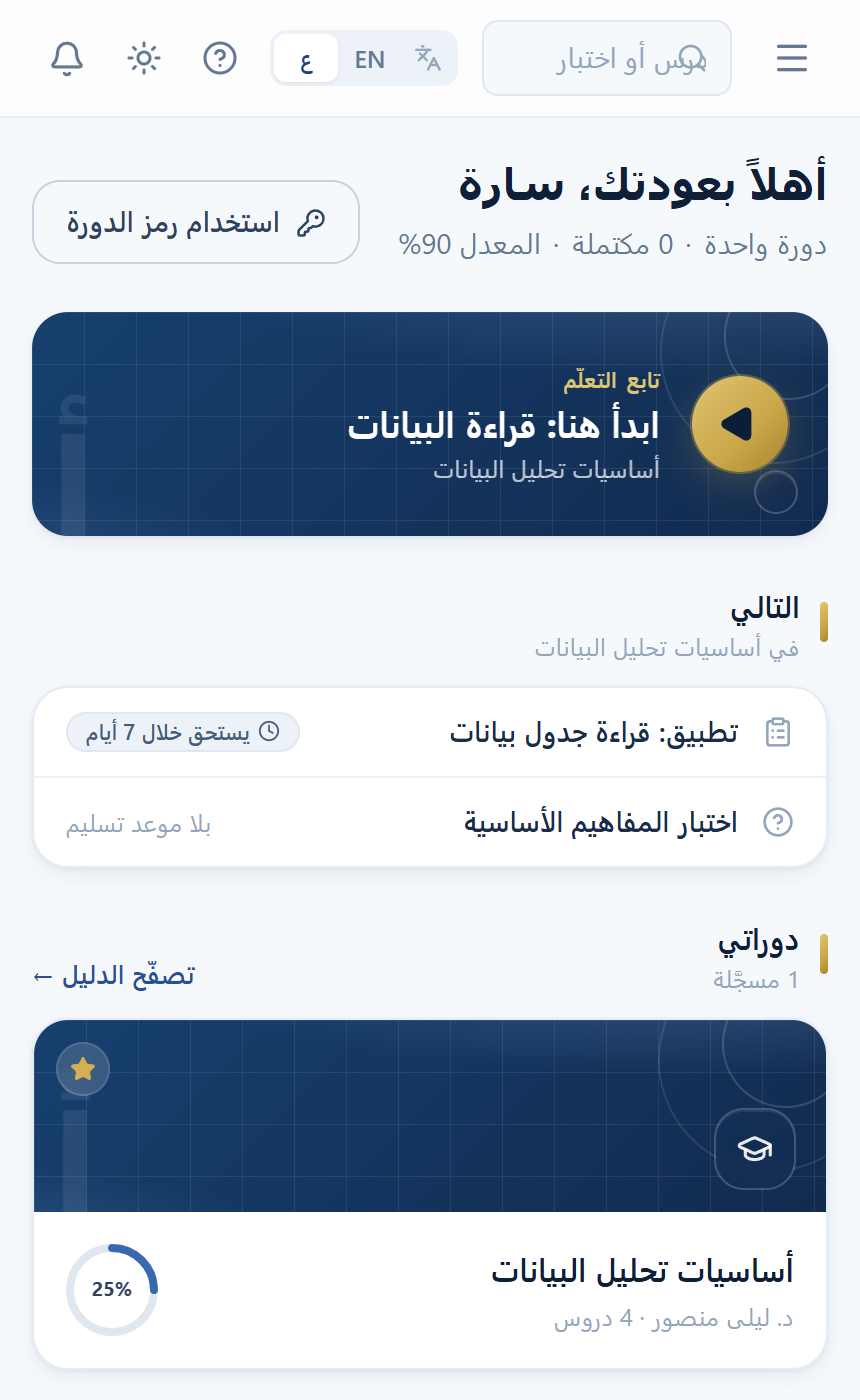 أو اختبار
EN
ع
أهلاً بعودتك، سارة
دورة واحدة · 0 مكتملة · المعدل 90%
استخدام رمز الدورة
تابع التعلّم
ابدأ هنا: قراءة البيانات
أساسيات تحليل البيانات
أ
التالي
في أساسيات تحليل البيانات
تطبيق: قراءة جدول بيانات
يستحق خلال 7 أيام
اختبار المفاهيم الأساسية
بلا موعد تسليم
دوراتي
1 مسجَّلة
تصفّح الدليل ←
أساسيات تحليل البيانات
د. ليلى منصور · 4 دروس
25%